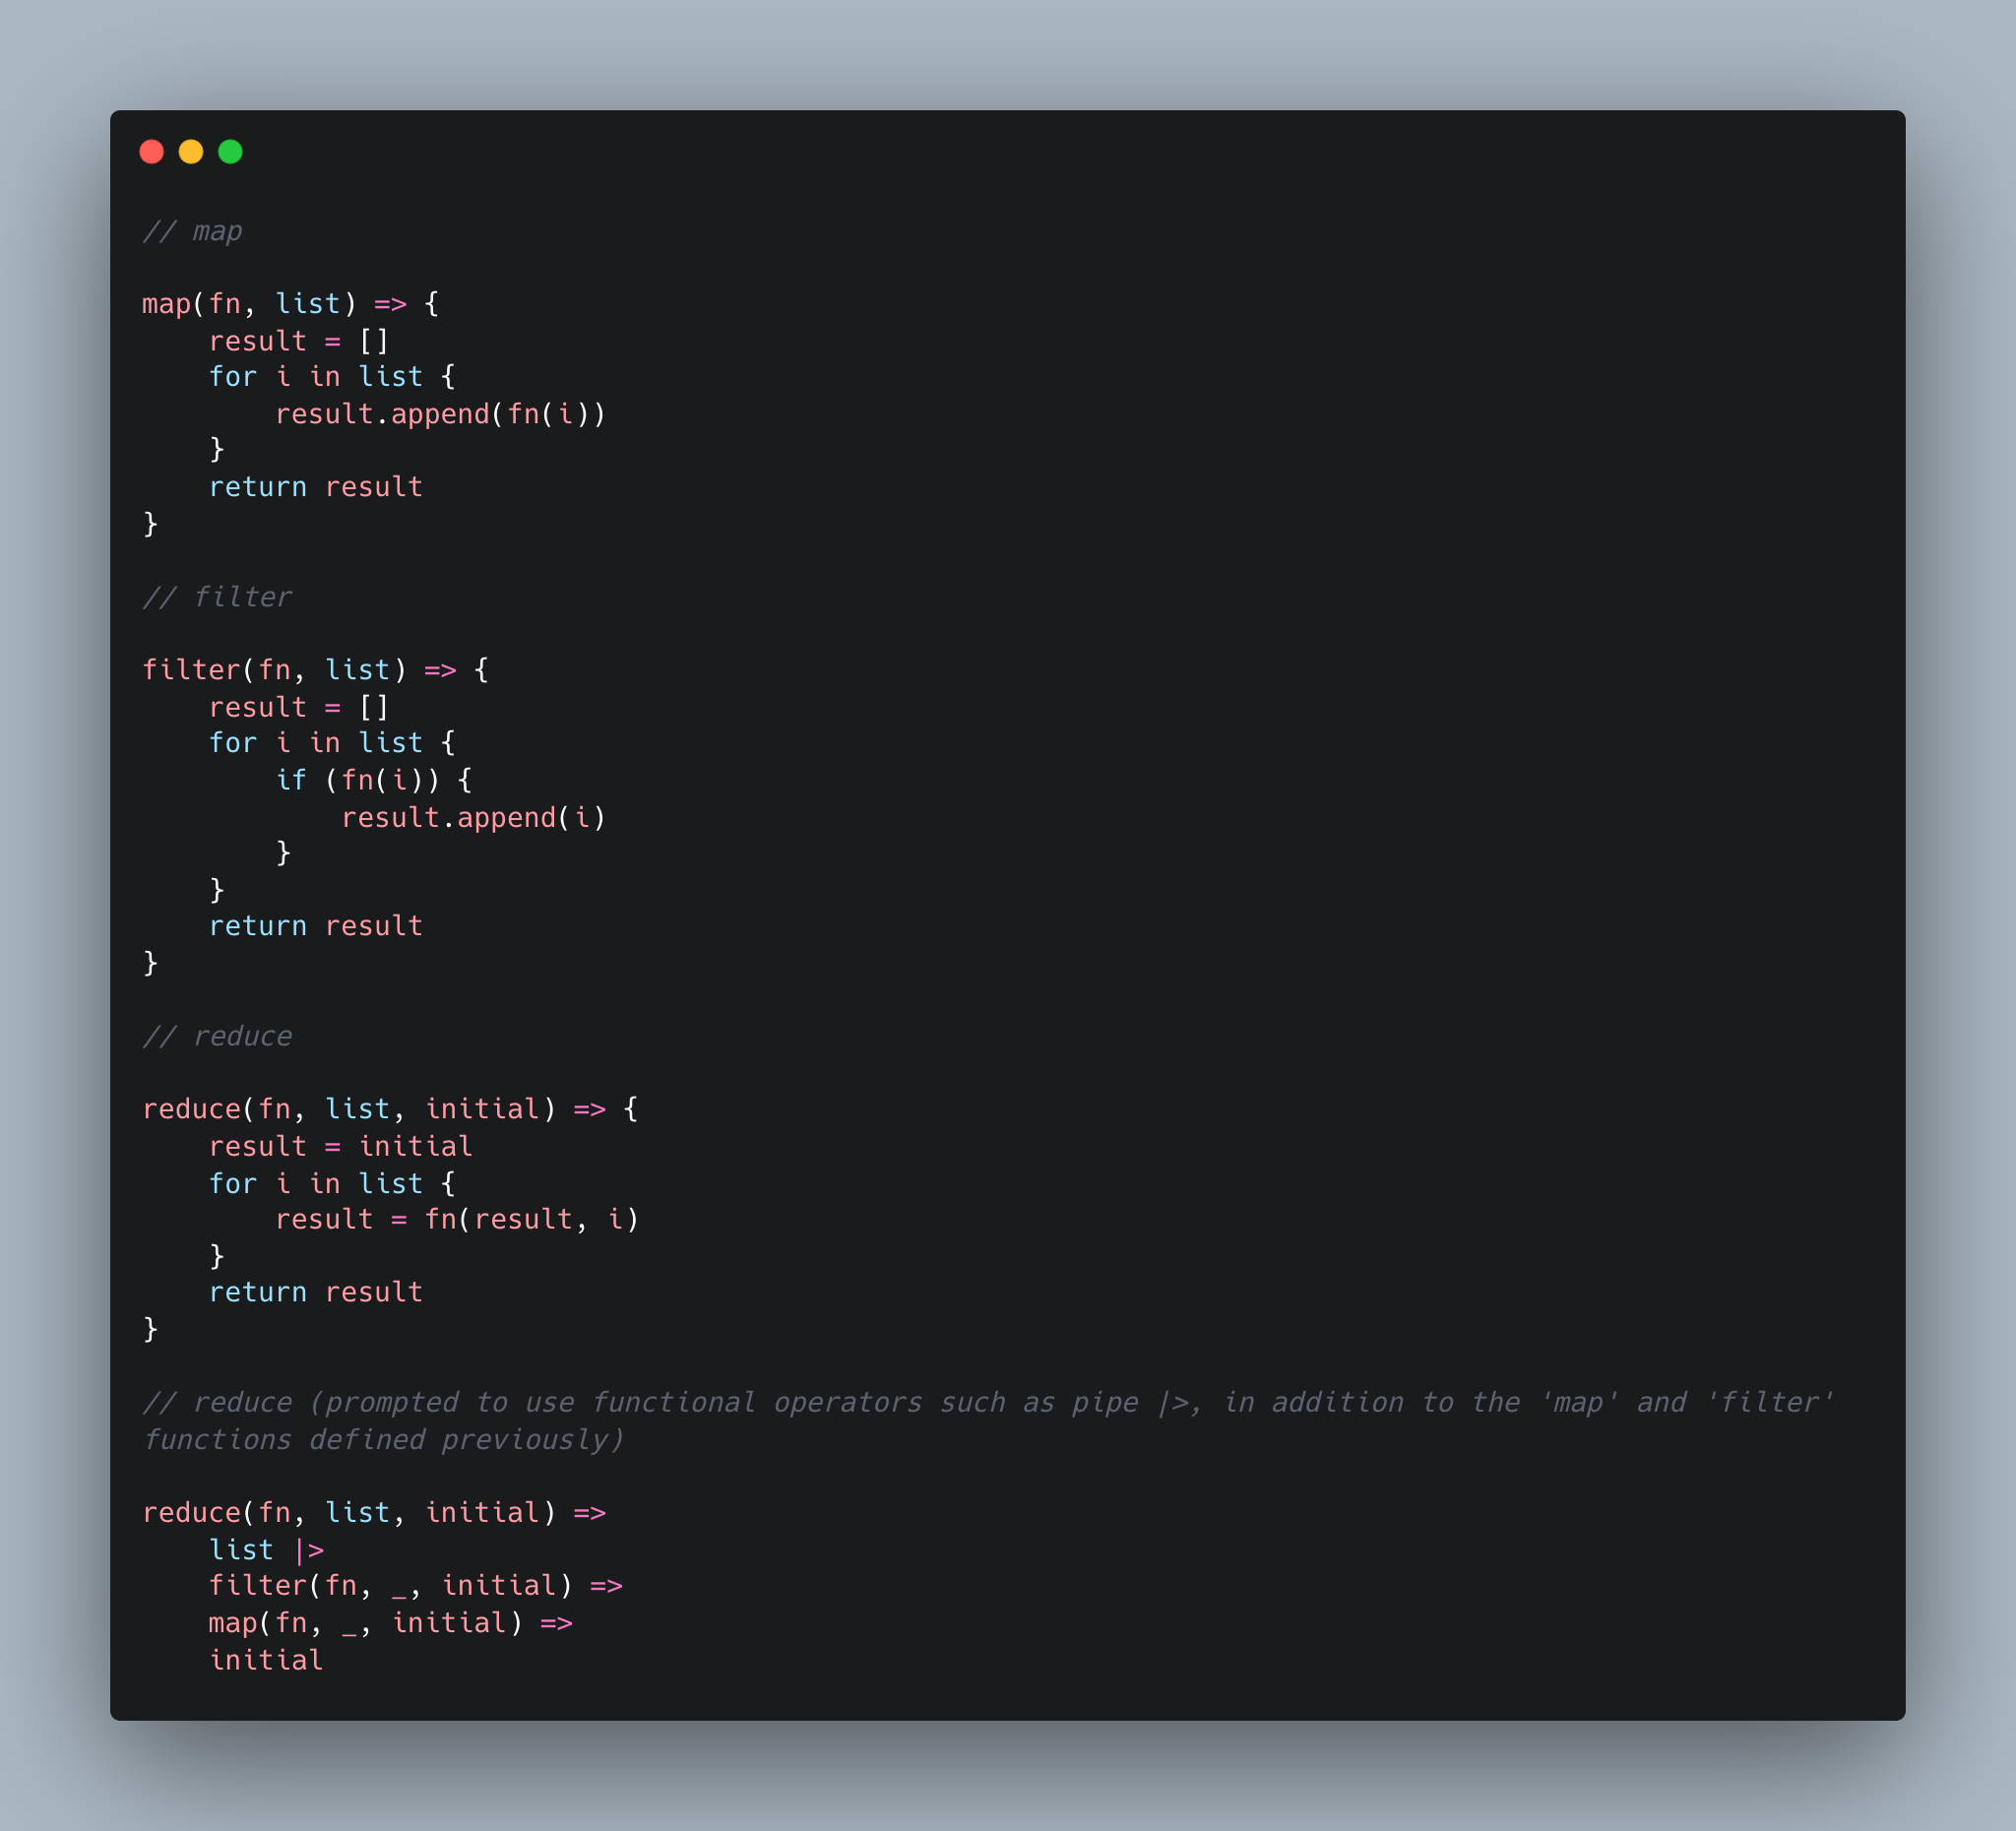 // map
map(fn, list) => {
    result = []
    for i in list {
        result.append(fn(i))
    }
    return result
}
// filter
filter(fn, list) => {
    result = []
    for i in list {
        if (fn(i)) {
            result.append(i)
        }
    }
    return result
}
// reduce
reduce(fn, list, initial) => {
    result = initial
    for i in list {
        result = fn(result, i)
    }
    return result
}
// reduce (prompted to use functional operators such as pipe |>, in addition to the 'map' and 'filter'
functions defined previously)
reduce(fn, list, initial) =>
    list |>
    filter(fn, _, initial) =>
    map(fn, _, initial) =>
    initial